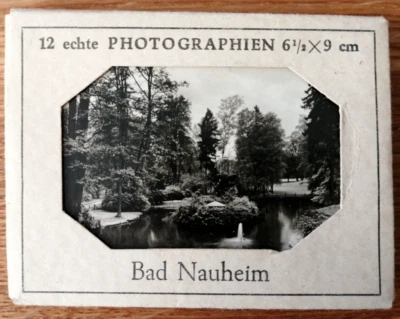 12 echte PHOTOGRAPHIEN 6½×9 cm
Bad Nauheim